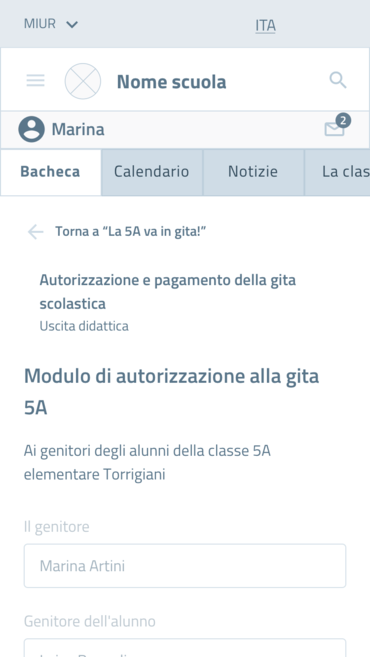 MIUR
ITA
Nome scuola
Marina
2
Bacheca
Calendario
Notizie
La clas
Torna a “La 5A va in gita!”
Autorizzazione e pagamento della gita
scolastica
Uscita didattica
Modulo di autorizzazione alla gita
5A
Ai genitori degli alunni della classe 5A
elementare Torrigiani
Il genitore
Marina Artini
Genitore dell'alunno